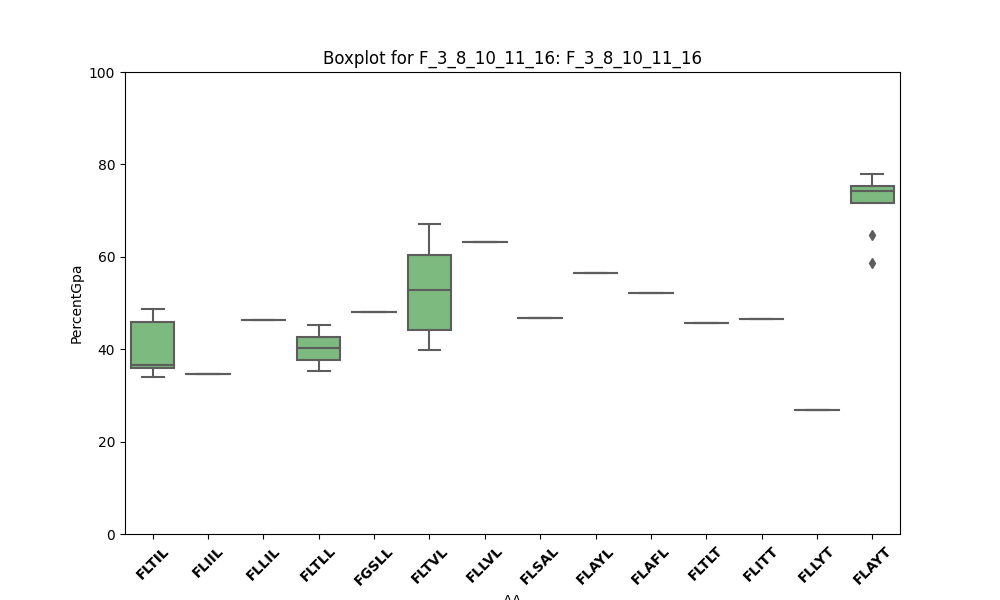 Boxplot for F_3_8_10_11_16: F_3_8_10_11_16
100
80
60
40
20
0
PercentGpa
FLTIL FLIIL FLLIL FLTLL FGSLL FLTVL FLLVL FLSAL FLAYL FLAFL FLTLT FLITT FLLYT FLAYT
AA